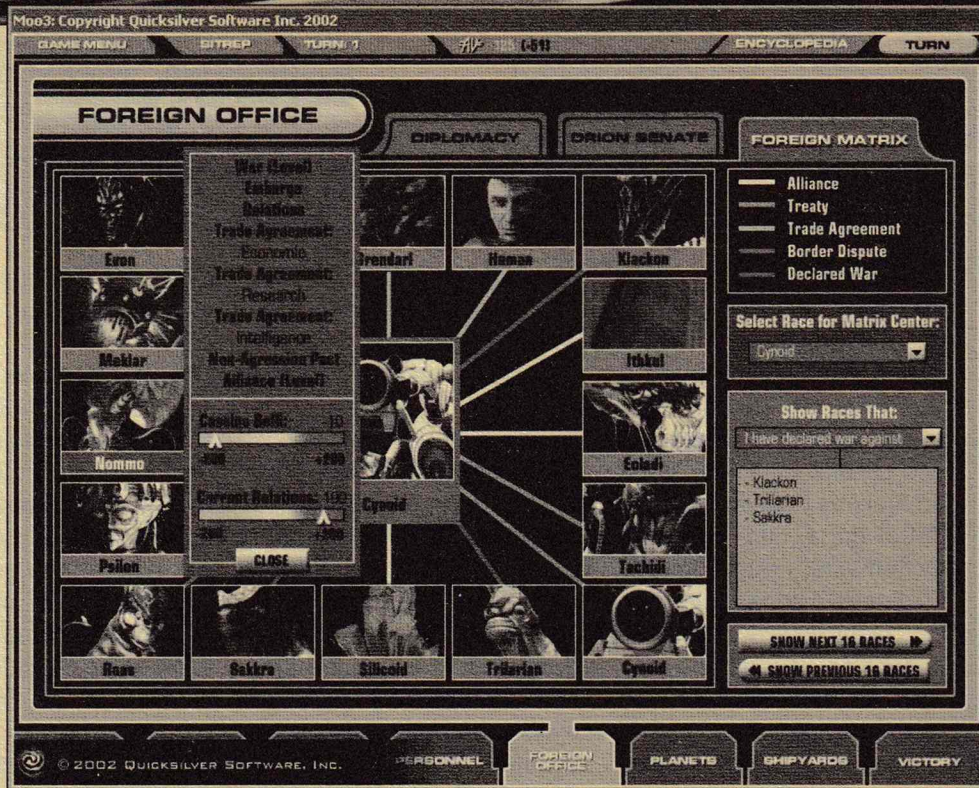 Moo3: Copyright Quicksilver Software Inc. 2002
GAME MENU
SITREP
TURN: 1
(-51)
ENCYCLOPEDIA
TURN
FOREIGN OFFICE
DIPLOMACY
ORION SENATE
FOREIGN MATRIX
War (Level)
Embargo
Relations
Trade Agreement:
Economic
Trade Agreement:
Research
Trade Agreement:
Intelligence
Non-Agression Pact
Alliance (Level)
Current Relations: 100
CLOSE
Evon
Grendarl
Human
Klackon
Meklar
Ithkul
Nommo
Eoladi
Psilon
Cynoid
Tachidi
Raas
Sakkra
Silicoid
Trilarian
Cynoid
Alliance
Treaty
Trade Agreement
Border Dispute
Declared War
Select Race for Matrix Center:
Cynoid
Show Races That:
I have declared war against
- Klackon
- Trilarian
- Sakkra
SHOW NEXT 16 RACES
SHOW PREVIOUS 16 RACES
© 2002 QUICKSILVER SOFTWARE, INC.
PERSONNEL
FOREIGN
OFFICE
PLANETS
SHIPYARDS
VICTORY